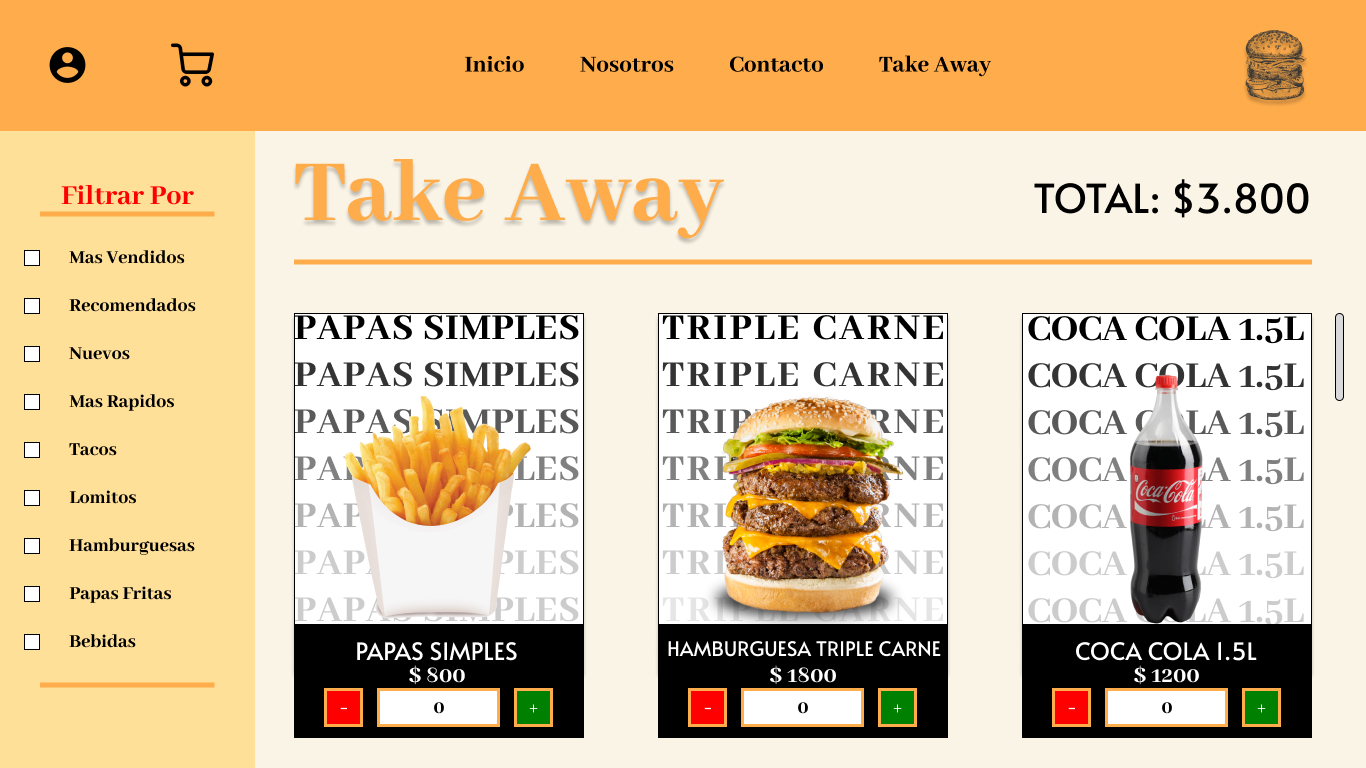 Inicio Nosotros Contacto Take Away
Filtrar Por
Mas Vendidos
Recomendados
Nuevos
Mas Rapidos
Tacos
Lomitos
Hamburguesas
Papas Fritas
Bebidas
Take Away
TOTAL: $3.800
PAPAS SIMPLES
PAPAS SIMPLES
PAPAS SIMPLES
PAPAS SIMPLES
PAPAS SIMPLES
PAPAS SIMPLES
PAPAS SIMPLES
PAPAS SIMPLES
$ 800
- 0 +
TRIPLE CARNE
TRIPLE CARNE
TRIPLE CARNE
TRIPLE CARNE
TRIPLE CARNE
TRIPLE CARNE
TRIPLE CARNE
HAMBURGUESA TRIPLE CARNE
$ 1800
- 0 +
COCA COLA 1.5L
COCA COLA 1.5L
COCA COLA 1.5L
COCA COLA 1.5L
COCA COLA 1.5L
COCA COLA 1.5L
COCA COLA 1.5L
Coca-Cola
COCA COLA 1.5L
$ 1200
- 0 +